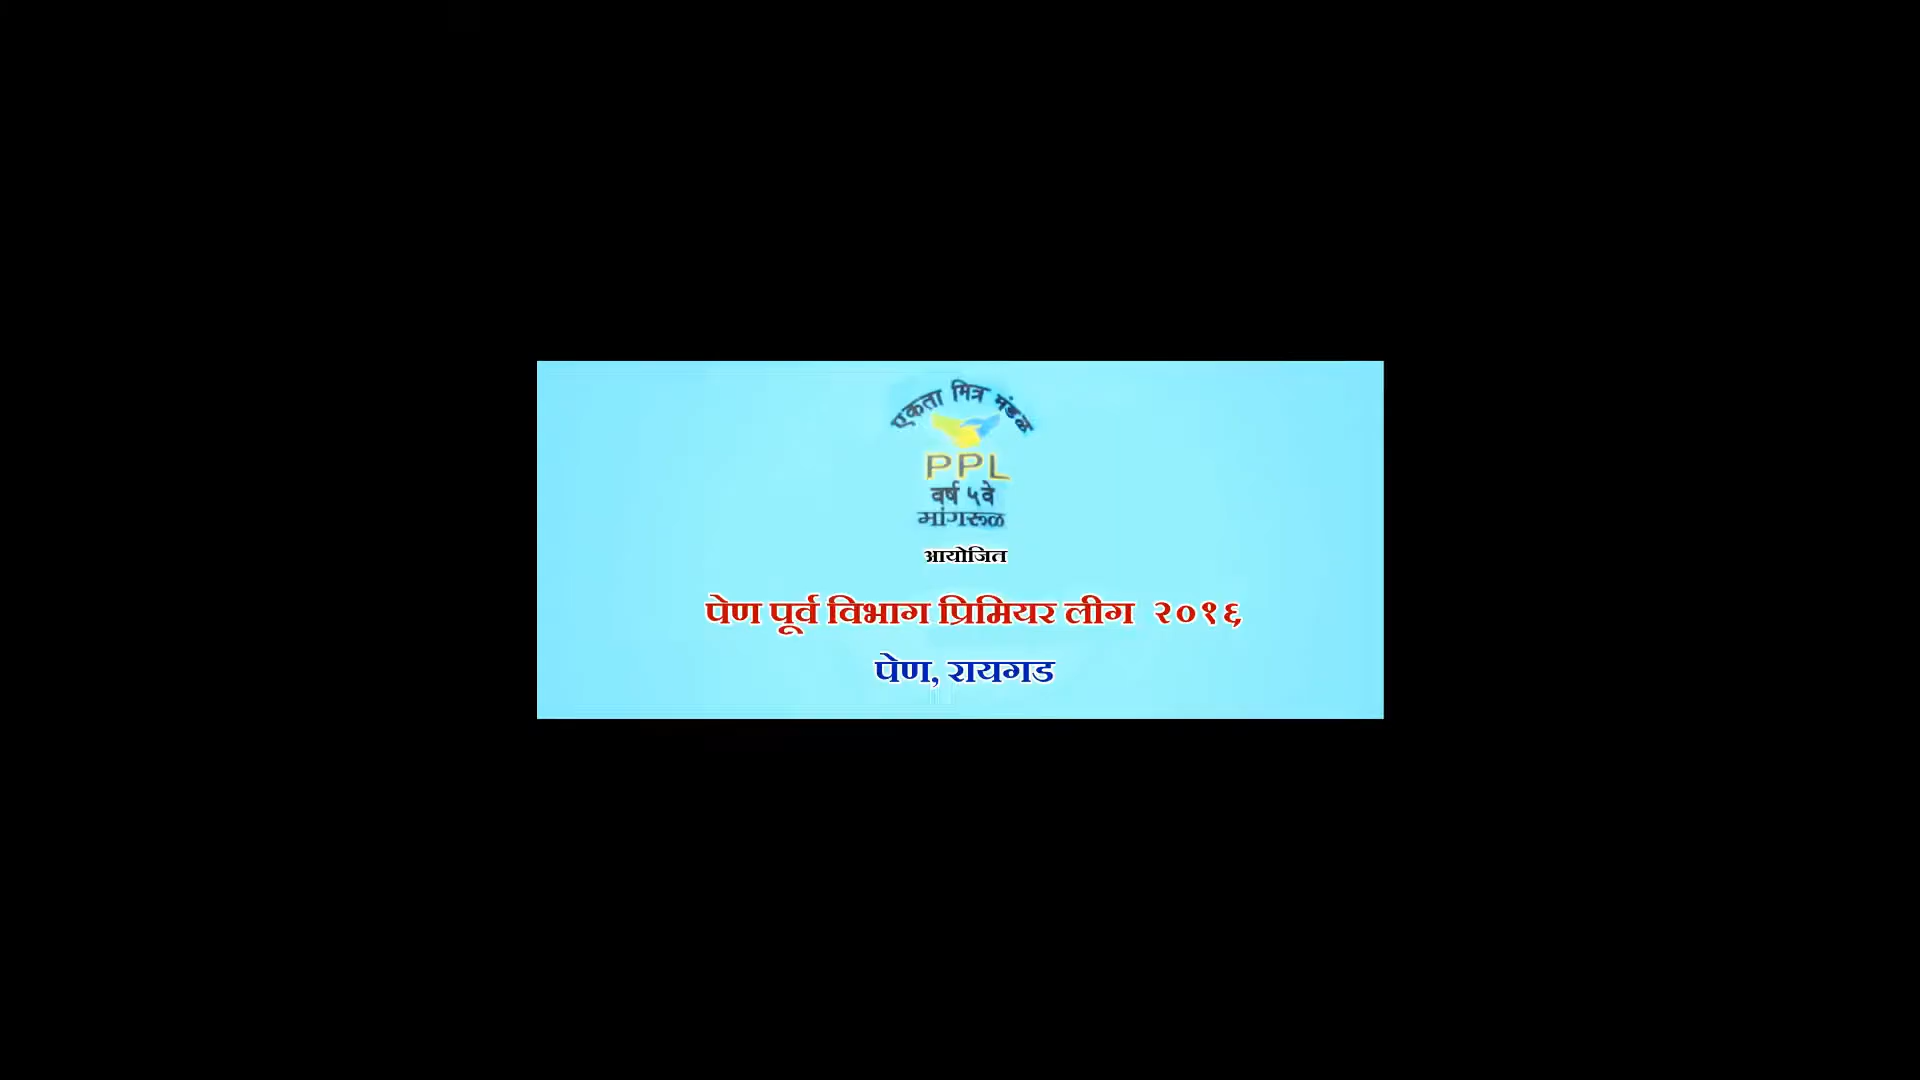 एकता मित्र मंडळ
PPL
वर्ष ५वे
मांगरूळ
आयोजित
पेण पूर्व विभाग प्रिमियर लीग २०१६
पेण, रायगड